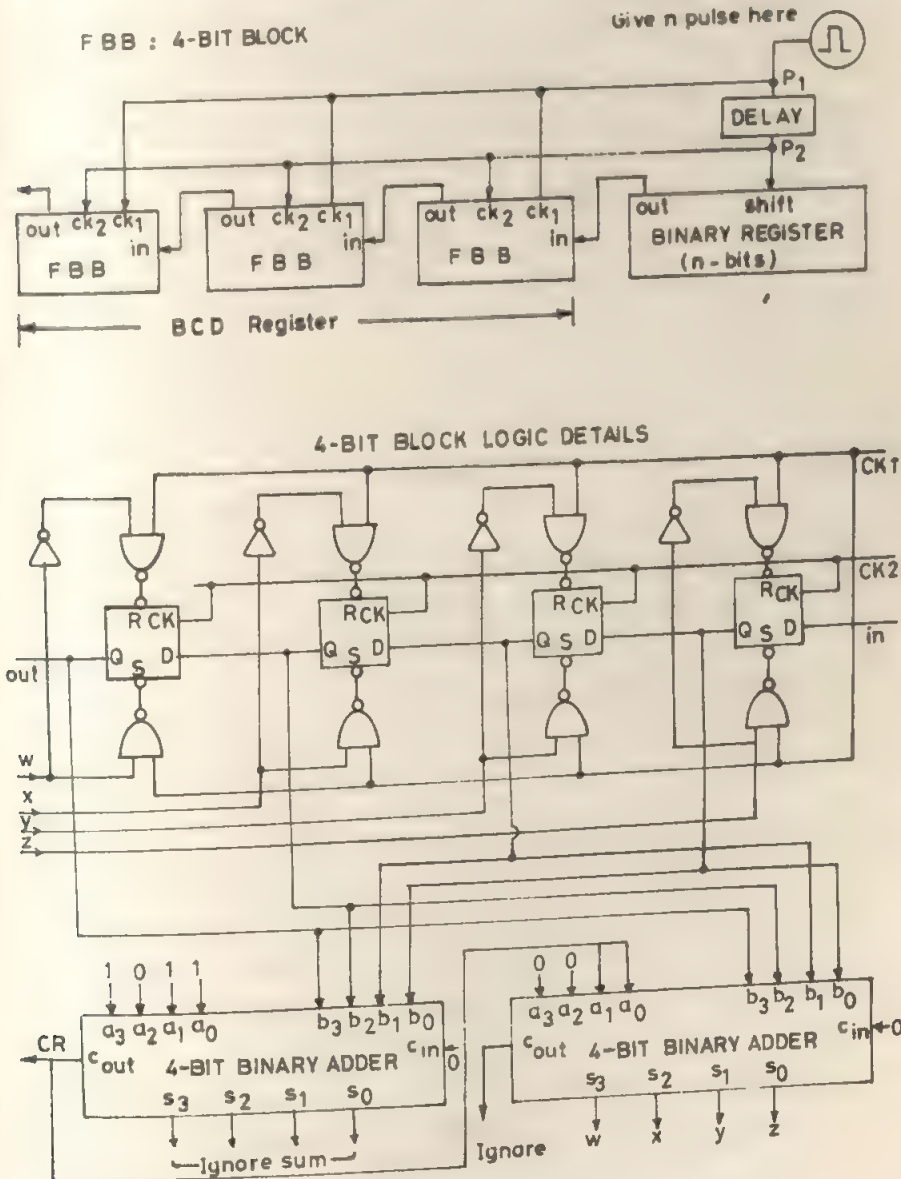 FBB : 4-BIT BLOCK
Give n pulse here
P1
DELAY
P2
out ck2 ck1
in
FBB
out ck2 ck1
in
FBB
out ck2 ck1
in
FBB
out shift
BINARY REGISTER
(n-bits)
BCD Register
4-BIT BLOCK LOGIC DETAILS
CK1
CK2
R CK
Q S D
R CK
Q S D
R CK
Q S D
R CK
Q S D
in
out
w
x
y
z
1 0 1 1
a3 a2 a1 a0
b3 b2 b1 b0
CR
cout 4-BIT BINARY ADDER
cin 0
s3 s2 s1 s0
Ignore sum
0 0
a3 a2 a1 a0
b3 b2 b1 b0
cout 4-BIT BINARY ADDER
cin 0
s3 s2 s1 s0
Ignore
w x y z